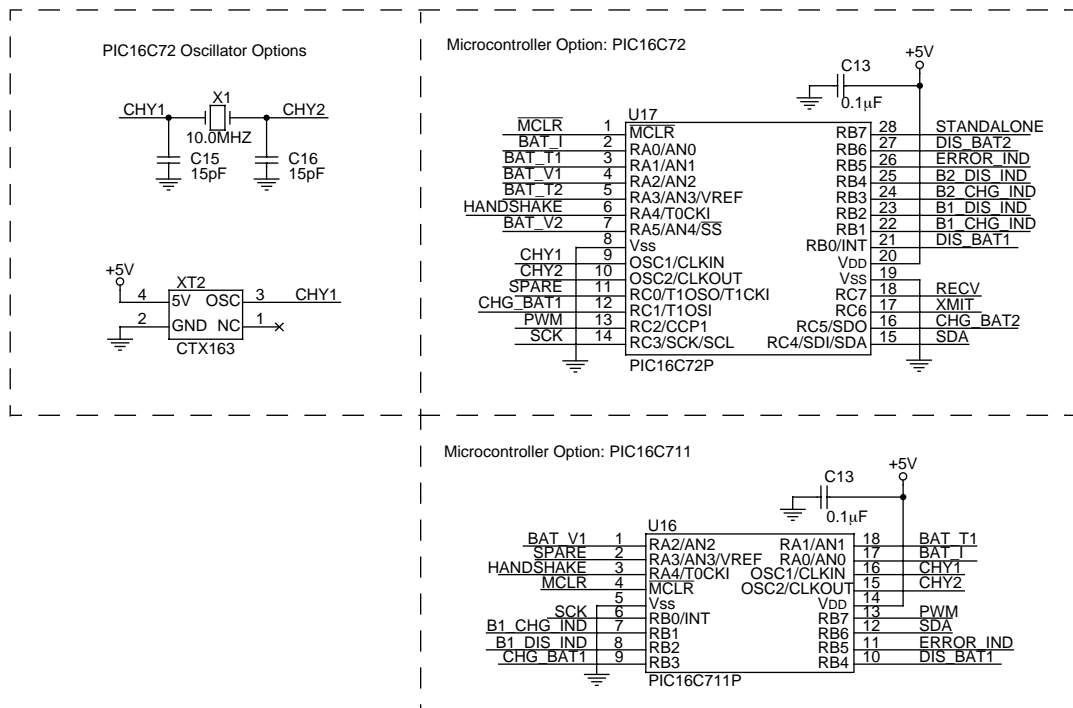 PIC16C72 Oscillator Options
CHY1
X1
CHY2
10.0MHZ
C15
15pF
C16
15pF
+5V
XT2
4 5V OSC 3 CHY1
2 GND NC 1
CTX163
Microcontroller Option: PIC16C72
+5V
C13
0.1µF
U17
MCLR 1 MCLR RB7 28 STANDALONE
BAT_I 2 RA0/AN0 RB6 27 DIS_BAT2
BAT_T1 3 RA1/AN1 RB5 26 ERROR_IND
BAT_V1 4 RA2/AN2 RB4 25 B2_DIS_IND
BAT_T2 5 RA3/AN3/VREF RB3 24 B2_CHG_IND
HANDSHAKE 6 RA4/T0CKI RB2 23 B1_DIS_IND
BAT_V2 7 RA5/AN4/SS RB1 22 B1_CHG_IND
8 VSS RB0/INT 21 DIS_BAT1
CHY1 9 OSC1/CLKIN VDD 20
CHY2 10 OSC2/CLKOUT VSS 19
SPARE 11 RC0/T1OSO/T1CKI RC7 18 RECV
CHG_BAT1 12 RC1/T1OSI RC6 17 XMIT
PWM 13 RC2/CCP1 RC5/SDO 16 CHG_BAT2
SCK 14 RC3/SCK/SCL RC4/SDI/SDA 15 SDA
PIC16C72P
Microcontroller Option: PIC16C711
+5V
C13
0.1µF
U16
BAT_V1 1 RA2/AN2 RA1/AN1 18 BAT_T1
SPARE 2 RA3/AN3/VREF RA0/AN0 17 BAT_I
HANDSHAKE 3 RA4/T0CKI OSC1/CLKIN 16 CHY1
MCLR 4 MCLR OSC2/CLKOUT 15 CHY2
5 VSS VDD 14
SCK 6 RB0/INT RB7 13 PWM
B1_CHG_IND 7 RB1 RB6 12 SDA
B1_DIS_IND 8 RB2 RB5 11 ERROR_IND
CHG_BAT1 9 RB3 RB4 10 DIS_BAT1
PIC16C711P